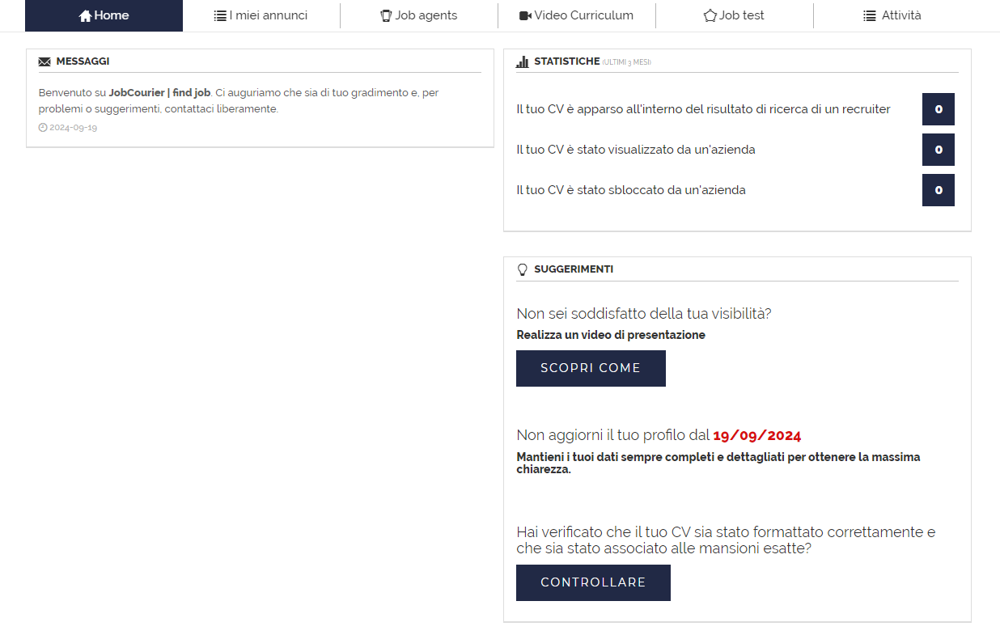 Home
I miei annunci
Job agents
Video Curriculum
Job test
Attività
MESSAGGI
Benvenuto su JobCourier | find job. Ci auguriamo che sia di tuo gradimento e, per
problemi o suggerimenti, contattaci liberamente.
2024-09-19
STATISTICHE (ULTIMI 3 MESI)
Il tuo CV è apparso all'interno del risultato di ricerca di un recruiter 0
Il tuo CV è stato visualizzato da un'azienda 0
Il tuo CV è stato sbloccato da un'azienda 0
SUGGERIMENTI
Non sei soddisfatto della tua visibilità?
Realizza un video di presentazione
SCOPRI COME
Non aggiorni il tuo profilo dal 19/09/2024
Mantieni i tuoi dati sempre completi e dettagliati per ottenere la massima
chiarezza.
Hai verificato che il tuo CV sia stato formattato correttamente e
che sia stato associato alle mansioni esatte?
CONTROLLARE